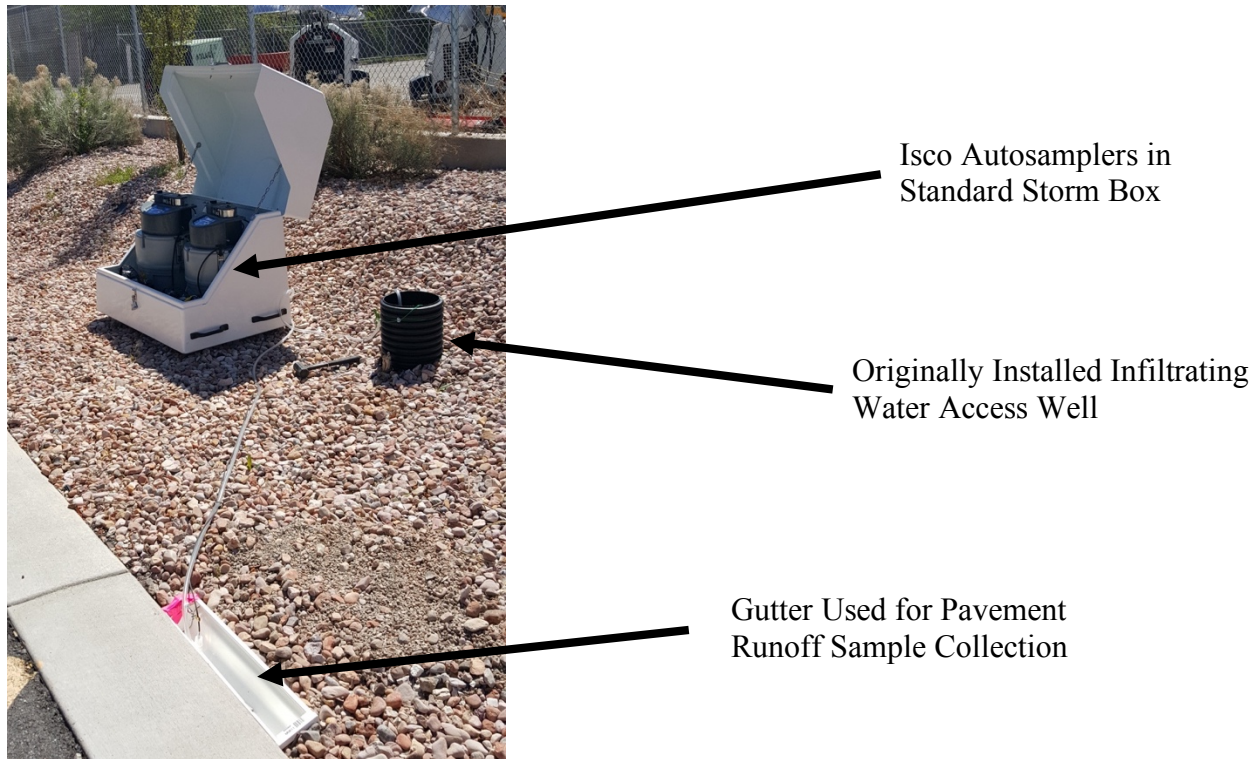 Isco Autosamplers in
Standard Storm Box
Originally Installed Infiltrating
Water Access Well
Gutter Used for Pavement
Runoff Sample Collection